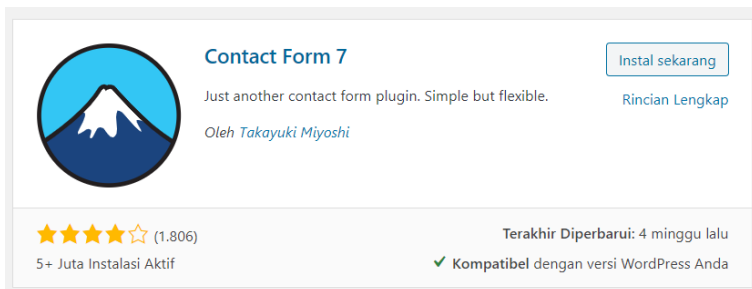 Contact Form 7
Instal sekarang
Just another contact form plugin. Simple but flexible.
Rincian Lengkap
Oleh Takayuki Miyoshi
(1.806)
Terakhir Diperbarui: 4 minggu lalu
5+ Juta Instalasi Aktif
Kompatibel dengan versi WordPress Anda